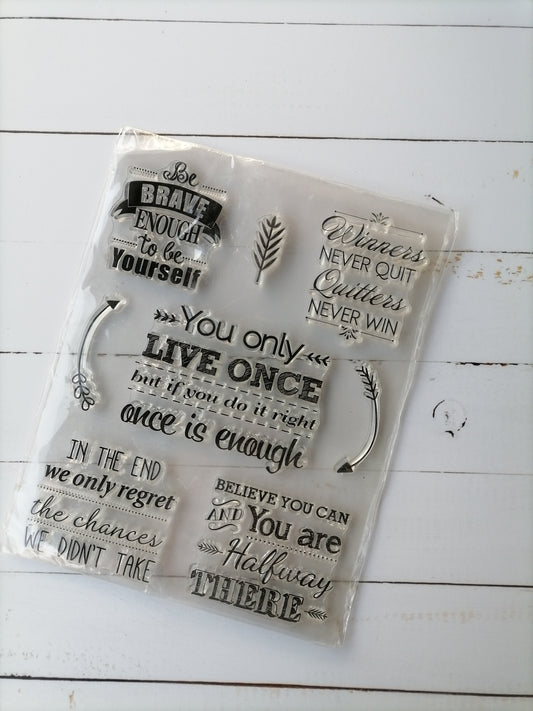 Be
BRAVE
ENOUGH
to be
Yourself
Winners
NEVER QUIT
Quitters
NEVER WIN
You only
LIVE ONCE
but if you do it right
once is enough
IN THE END
we only regret
the chances
WE DIDN'T TAKE
BELIEVE YOU CAN
AND You are
Halfway
THERE